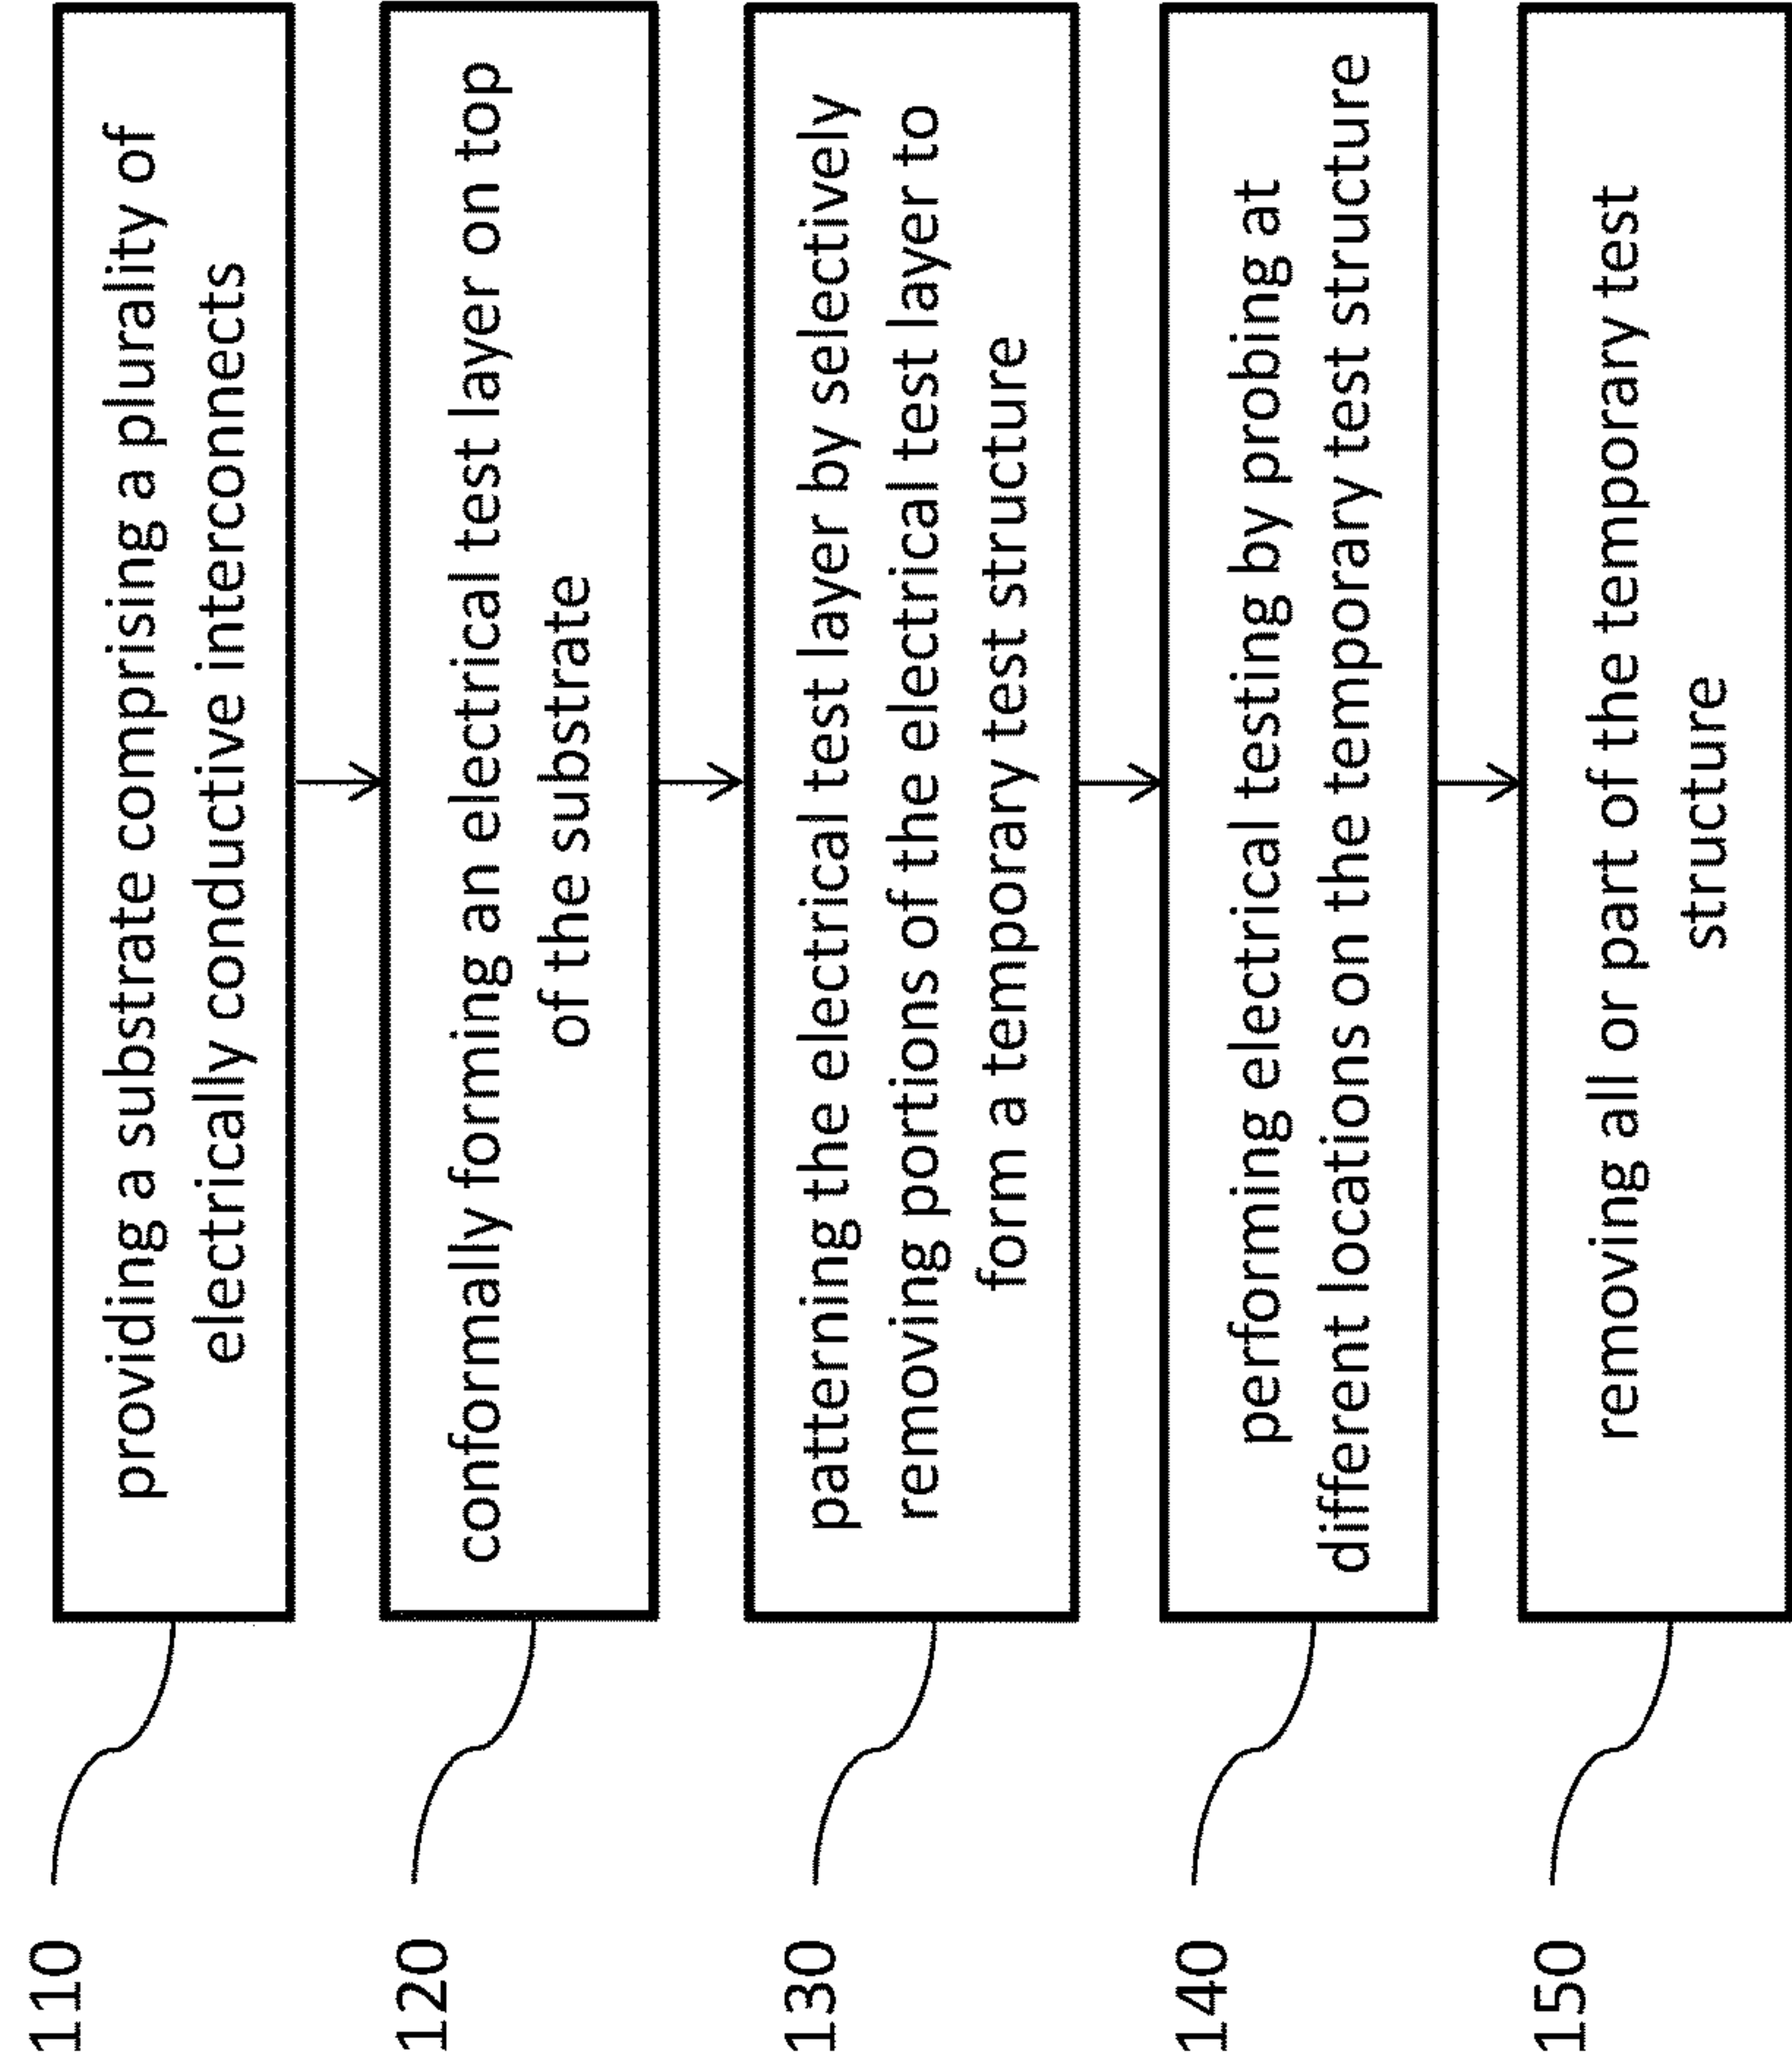 110
providing a substrate comprising a plurality of
electrically conductive interconnects
120
conformally forming an electrical test layer on top
of the substrate
130
patterning the electrical test layer by selectively
removing portions of the electrical test layer to
form a temporary test structure
140
performing electrical testing by probing at
different locations on the temporary test structure
150
removing all or part of the temporary test
structure